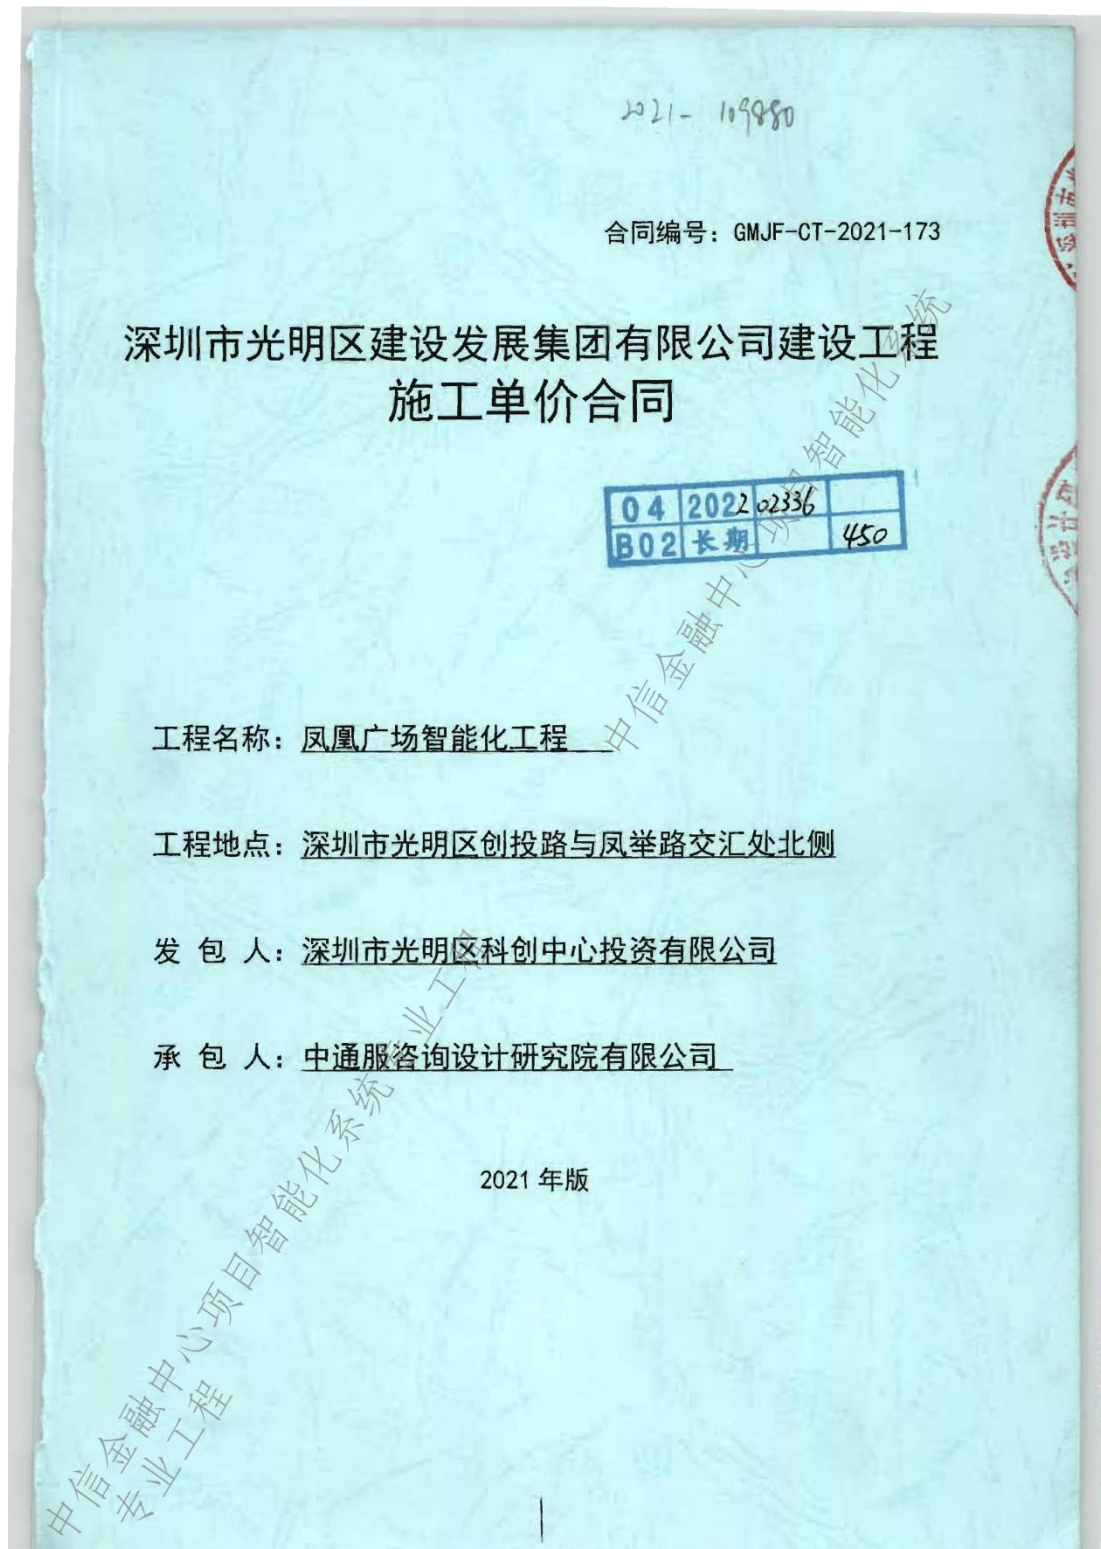 2021-109880
合同编号：GMJF-CT-2021-173
深圳市光明区建设发展集团有限公司建设工程
施工单价合同
04 2022 02336
B02 长期 450
工程名称：凤凰广场智能化工程
工程地点：深圳市光明区创投路与凤举路交汇处北侧
发包人：深圳市光明区科创中心投资有限公司
承包人：中通服咨询设计研究院有限公司
2021 年版
中信金融中心项目智能化系统
中信金融中心项目智能化系统专业工程
专业工程